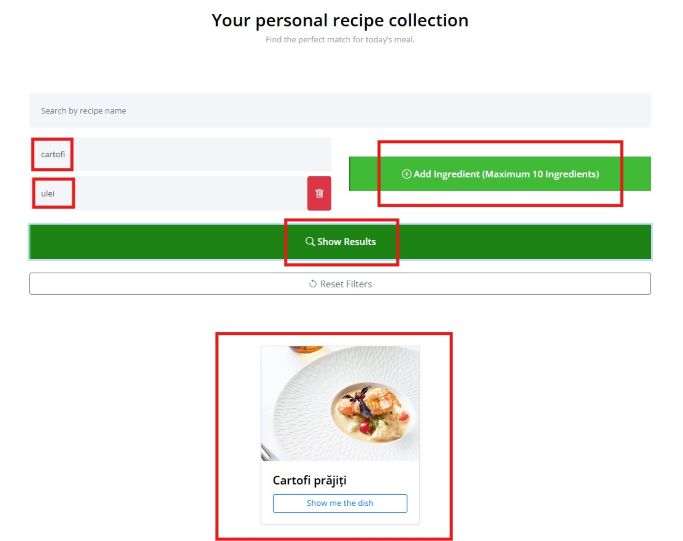 Your personal recipe collection
Find the perfect match for today's meal.
Search by recipe name
cartofi
ulei
Add Ingredient (Maximum 10 Ingredients)
Show Results
Reset Filters
Cartofi prăjiți
Show me the dish